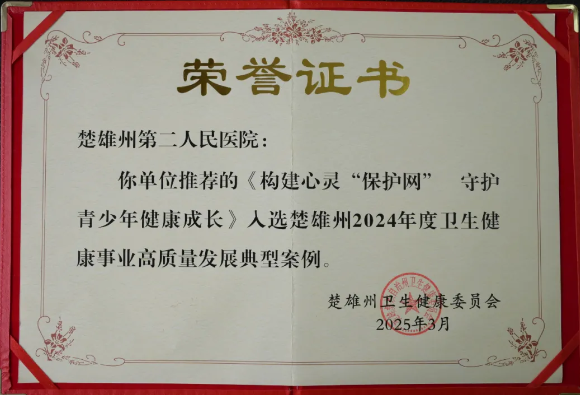 荣誉证书
楚雄州第二人民医院：
你单位推荐的《构建心灵“保护网” 守护
青少年健康成长》入选楚雄州2024年度卫生健
康事业高质量发展典型案例。
楚雄州卫生健康委员会
2025年3月